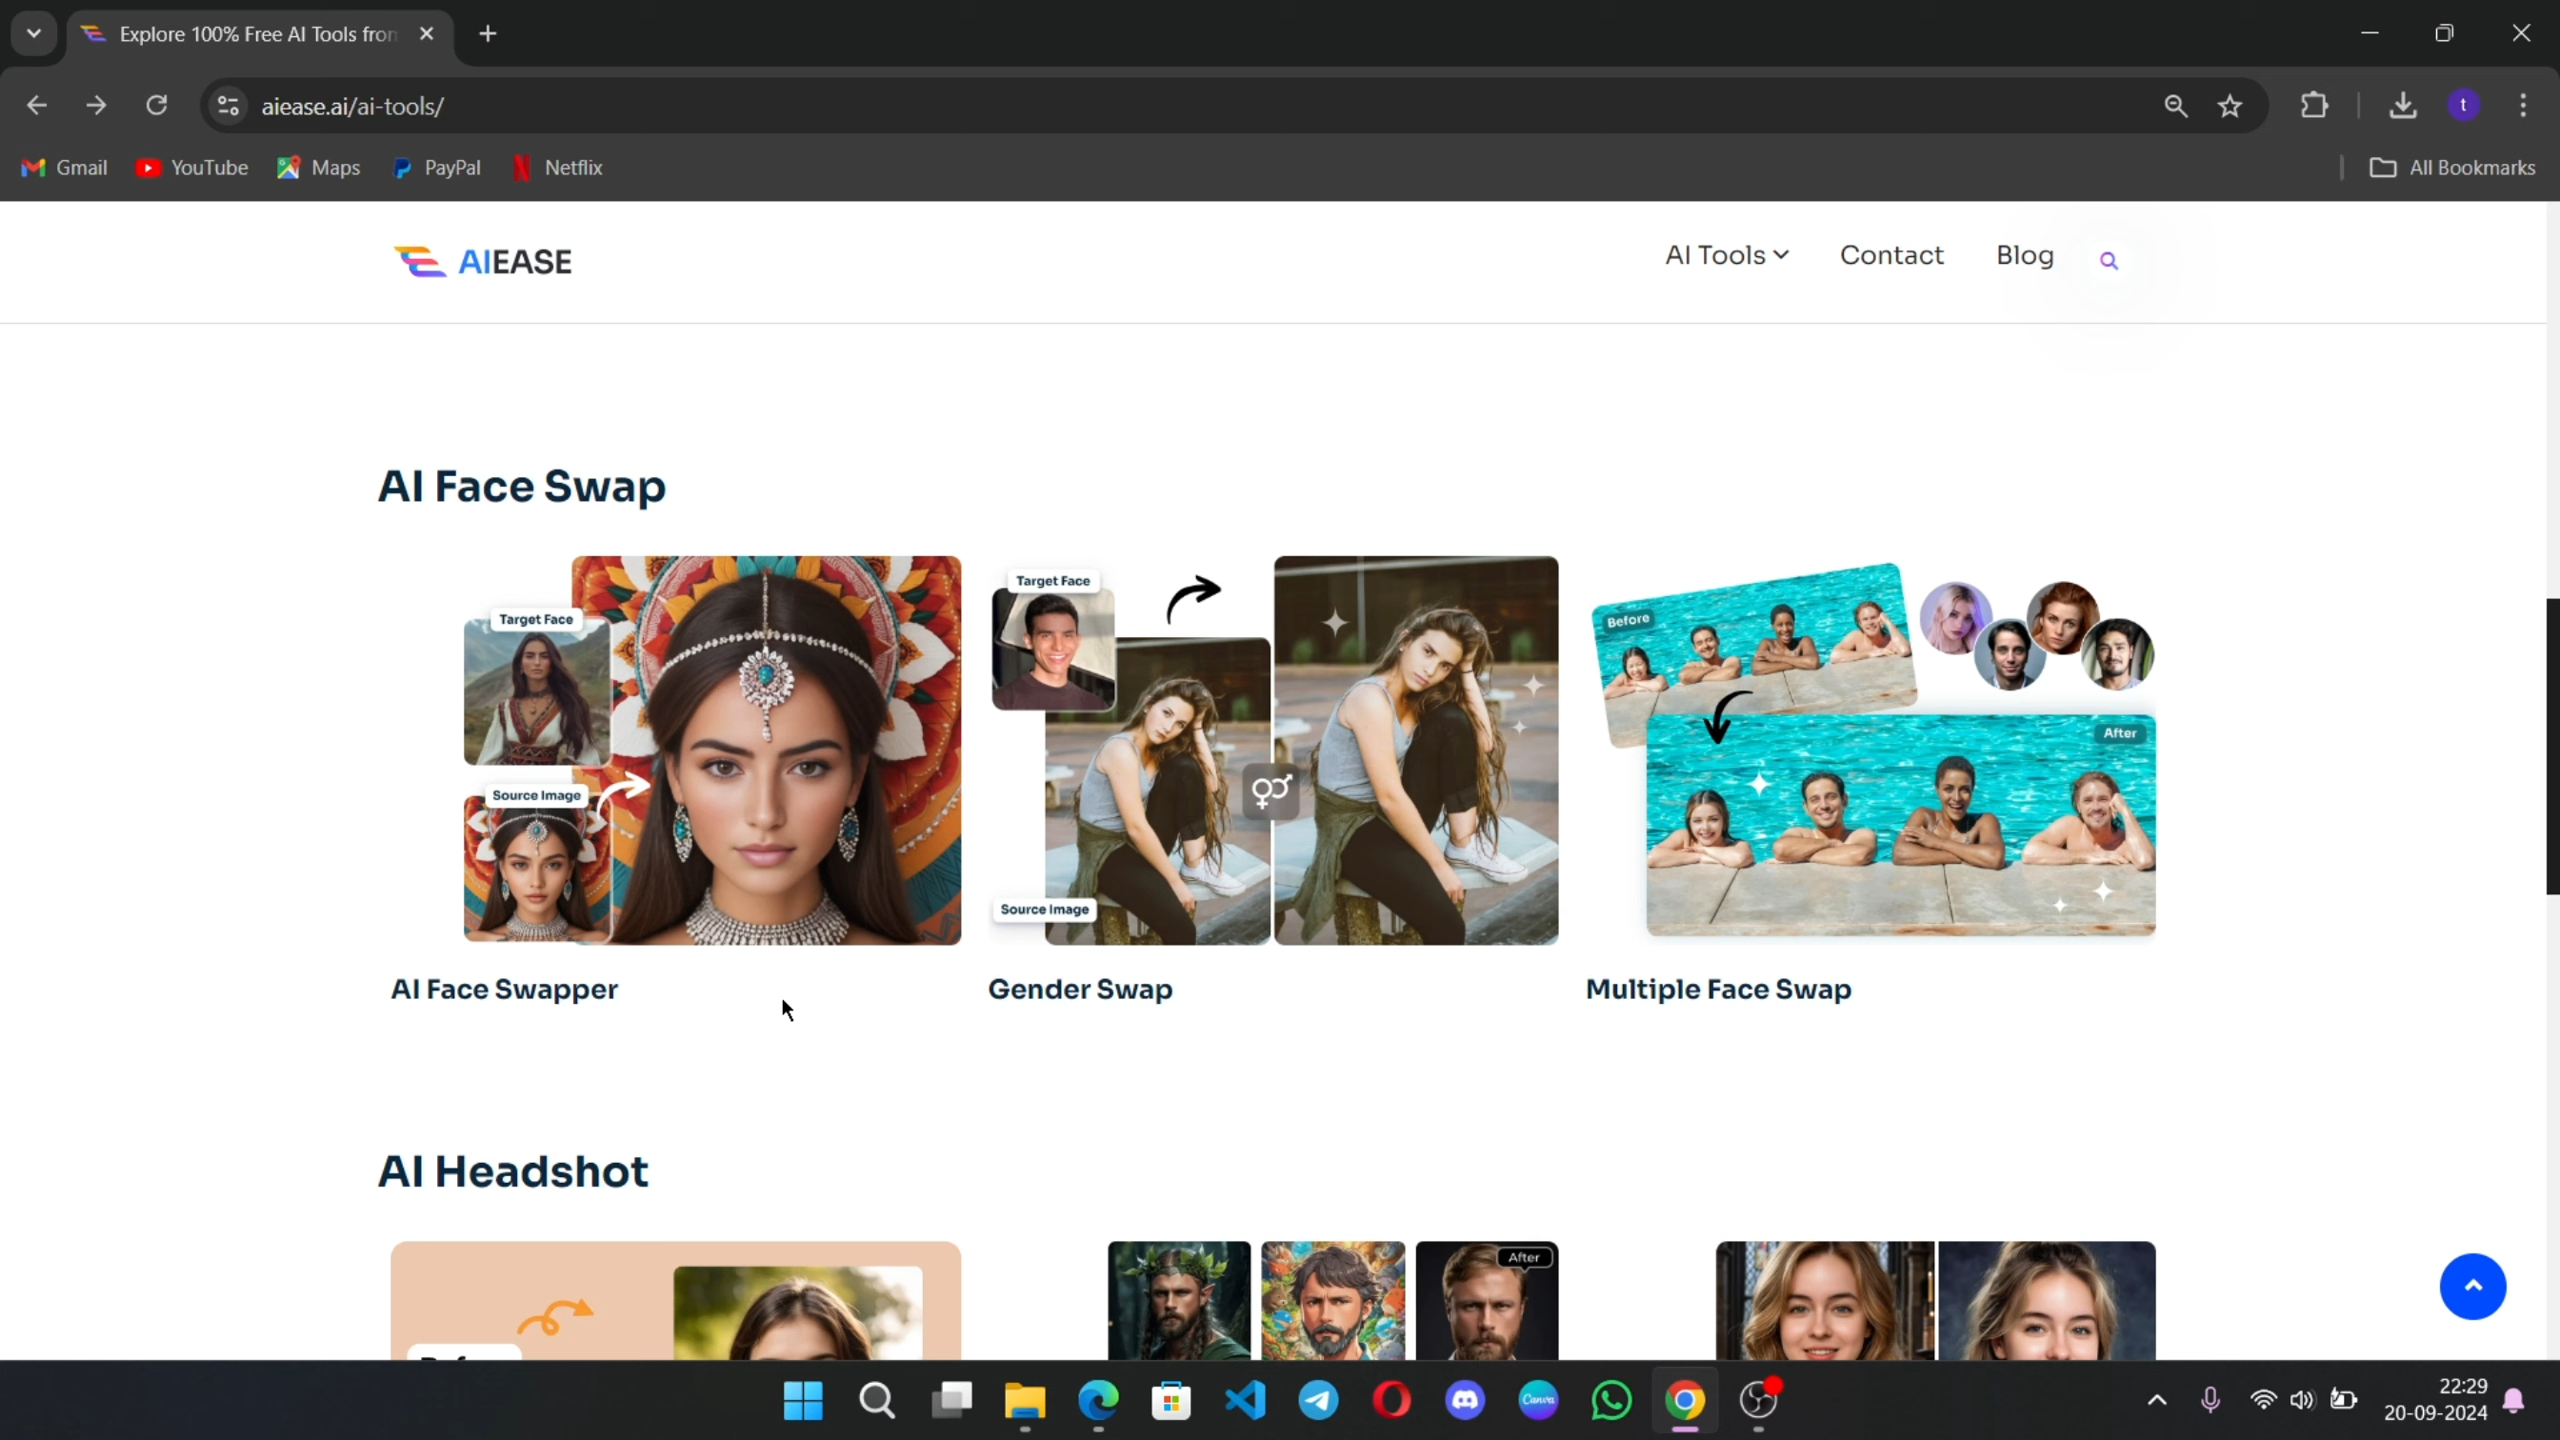 Explore 100% Free AI Tools from
aiease.ai/ai-tools/
t
Gmail
YouTube
Maps
PayPal
Netflix
All Bookmarks
AIEASE
AI Tools
Contact
Blog
AI Face Swap
Target Face
Source Image
Target Face
Source Image
Before
After
AI Face Swapper
Gender Swap
Multiple Face Swap
AI Headshot
After
Canva
22:29
20-09-2024